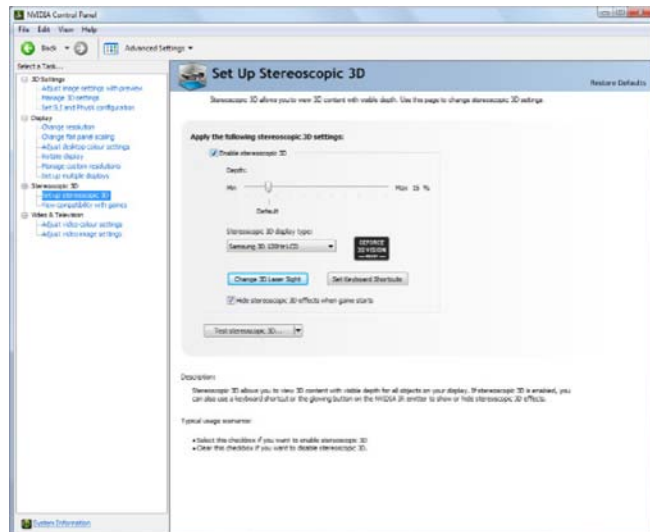 NVIDIA Control Panel
File Edit View Help
Back
Advanced Settings
Select a Task...
3D Settings
Adjust image settings with preview
Manage 3D settings
Set SLI and PhysX configuration
Display
Change resolution
Change flat panel scaling
Adjust desktop colour settings
Rotate display
Manage custom resolutions
Set up multiple displays
Stereoscopic 3D
Set up stereoscopic 3D
View compatibility with games
Video & Television
Adjust video colour settings
Adjust video image settings
System Information
Set Up Stereoscopic 3D
Restore Defaults
Stereoscopic 3D allows you to view 3D content with visible depth. Use this page to change stereoscopic 3D settings
Apply the following stereoscopic 3D settings:
Enable stereoscopic 3D
Depth:
Min
Max 15 %
Default
Stereoscopic 3D display type:
Samsung 3D 120Hz LCD
GEFORCE
3D VISION
Change 3D Laser Sight
Set Keyboard Shortcuts
Hide stereoscopic 3D effects when game starts
Test stereoscopic 3D...
Description:
Stereoscopic 3D allows you to view 3D content with visible depth for all objects on your display. If stereoscopic 3D is enabled, you
can also use a keyboard shortcut or the glowing button on the NVIDIA IR emitter to show or hide stereoscopic 3D effects.
Typical usage scenarios:
• Select this checkbox if you want to enable stereoscopic 3D
• Clear this checkbox if you want to disable stereoscopic 3D.